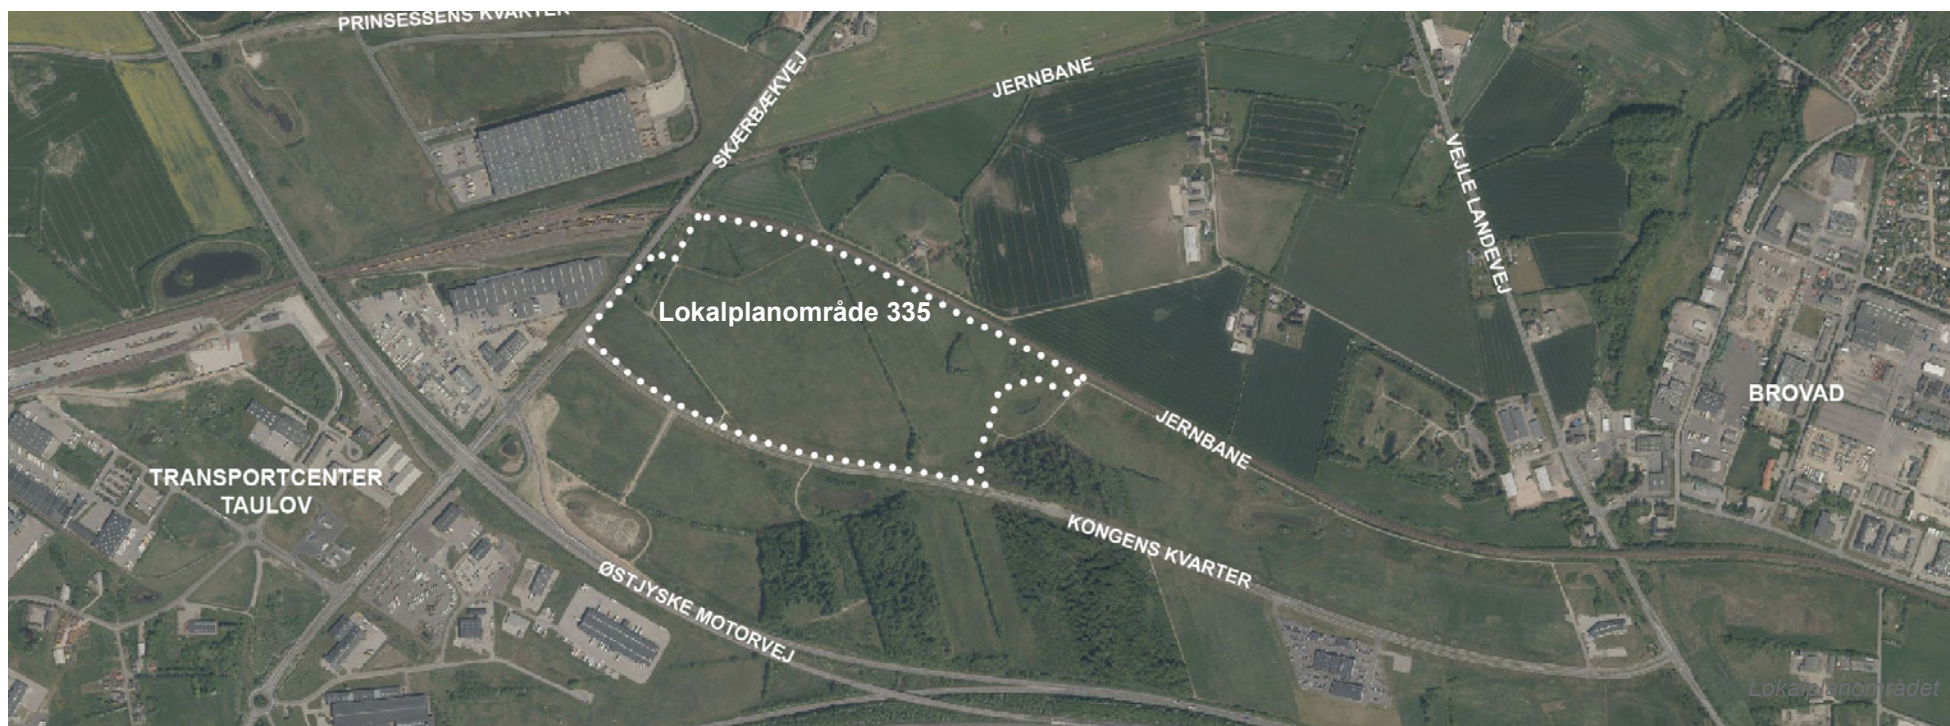 PRINSESSENS KVARTER
SKÆRBÆKVEJ
JERNBANE
VEJLE LANDEVEJ
Lokalplanområde 335
BROVAD
JERNBANE
TRANSPORTCENTER
TAULOV
KONGENS KVARTER
ØSTJYSKE MOTORVEJ
Lokalplanområdet